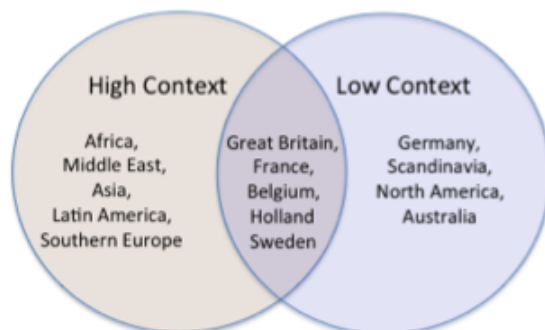 High Context
Africa,
Middle East,
Asia,
Latin America,
Southern Europe
Great Britain,
France,
Belgium,
Holland
Sweden
Low Context
Germany,
Scandinavia,
North America,
Australia